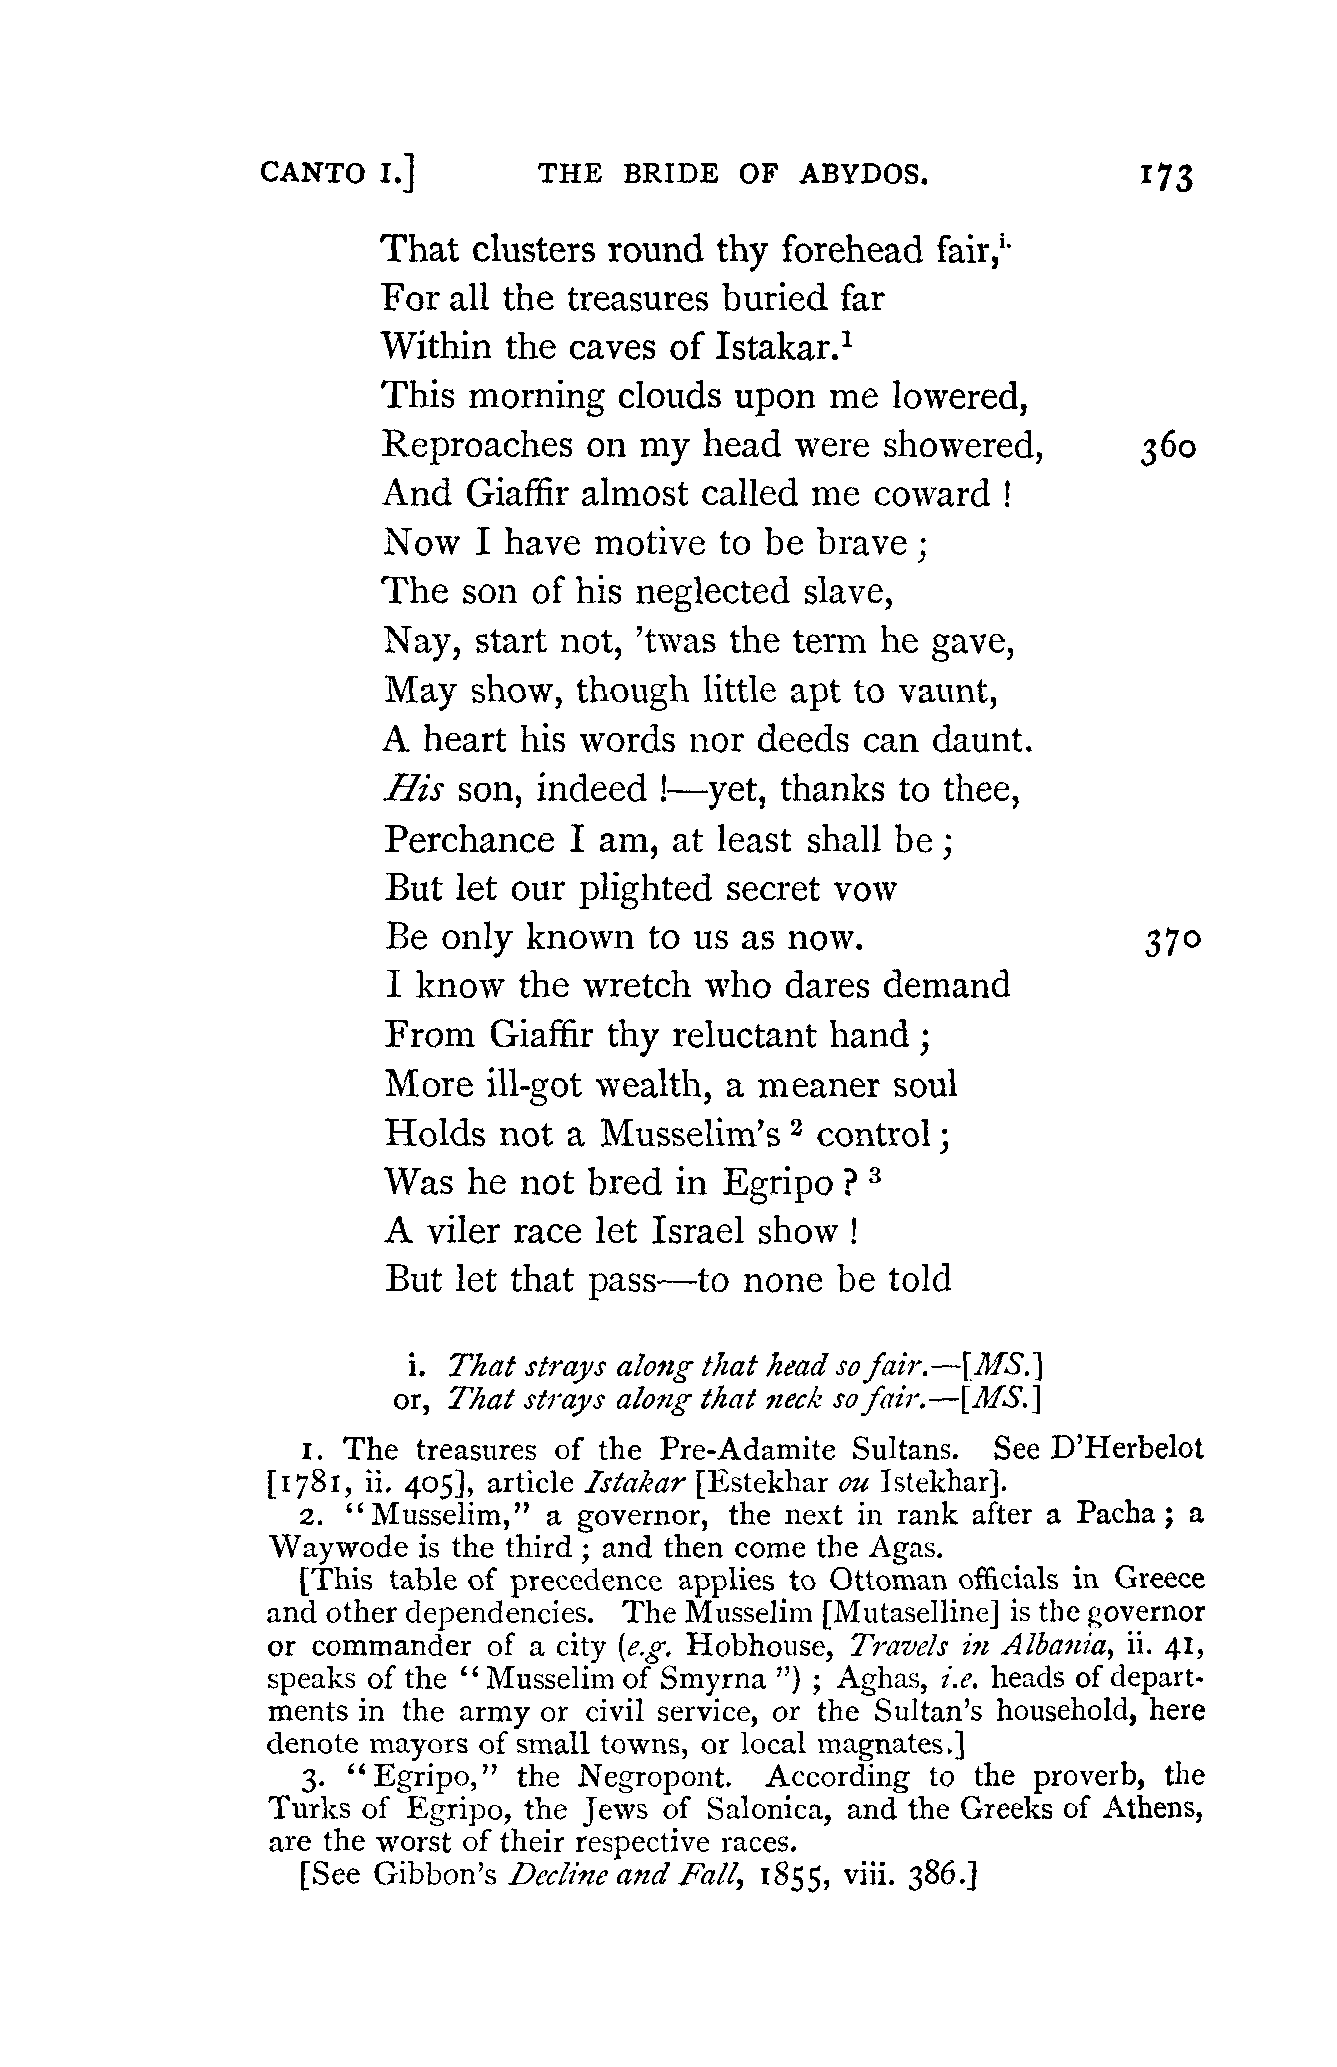 CANTO I.] THE BRIDE OF ABYDOS. 173
That clusters round thy forehead fair,i.
For all the treasures buried far
Within the caves of Istakar.1
This morning clouds upon me lowered,
Reproaches on my head were showered, 360
And Giaffir almost called me coward !
Now I have motive to be brave ;
The son of his neglected slave,
Nay, start not, 'twas the term he gave,
May show, though little apt to vaunt,
A heart his words nor deeds can daunt.
His son, indeed !—yet, thanks to thee,
Perchance I am, at least shall be ;
But let our plighted secret vow
Be only known to us as now. 370
I know the wretch who dares demand
From Giaffir thy reluctant hand ;
More ill-got wealth, a meaner soul
Holds not a Musselim's 2 control ;
Was he not bred in Egripo ? 3
A viler race let Israel show !
But let that pass—to none be told
i. That strays along that head so fair.—[MS.]
or, That strays along that neck so fair.—[MS.]
1. The treasures of the Pre-Adamite Sultans. See D'Herbelot
[1781, ii. 405], article Istakar [Estekhar ou Istekhar].
2. "Musselim," a governor, the next in rank after a Pacha ; a
Waywode is the third ; and then come the Agas.
[This table of precedence applies to Ottoman officials in Greece
and other dependencies. The Musselim [Mutaselline] is the governor
or commander of a city (e.g. Hobhouse, Travels in Albania, ii. 41,
speaks of the "Musselim of Smyrna ") ; Aghas, i.e. heads of depart-
ments in the army or civil service, or the Sultan's household, here
denote mayors of small towns, or local magnates.]
3. "Egripo," the Negropont. According to the proverb, the
Turks of Egripo, the Jews of Salonica, and the Greeks of Athens,
are the worst of their respective races.
[See Gibbon's Decline and Fall, 1855, viii. 386.]